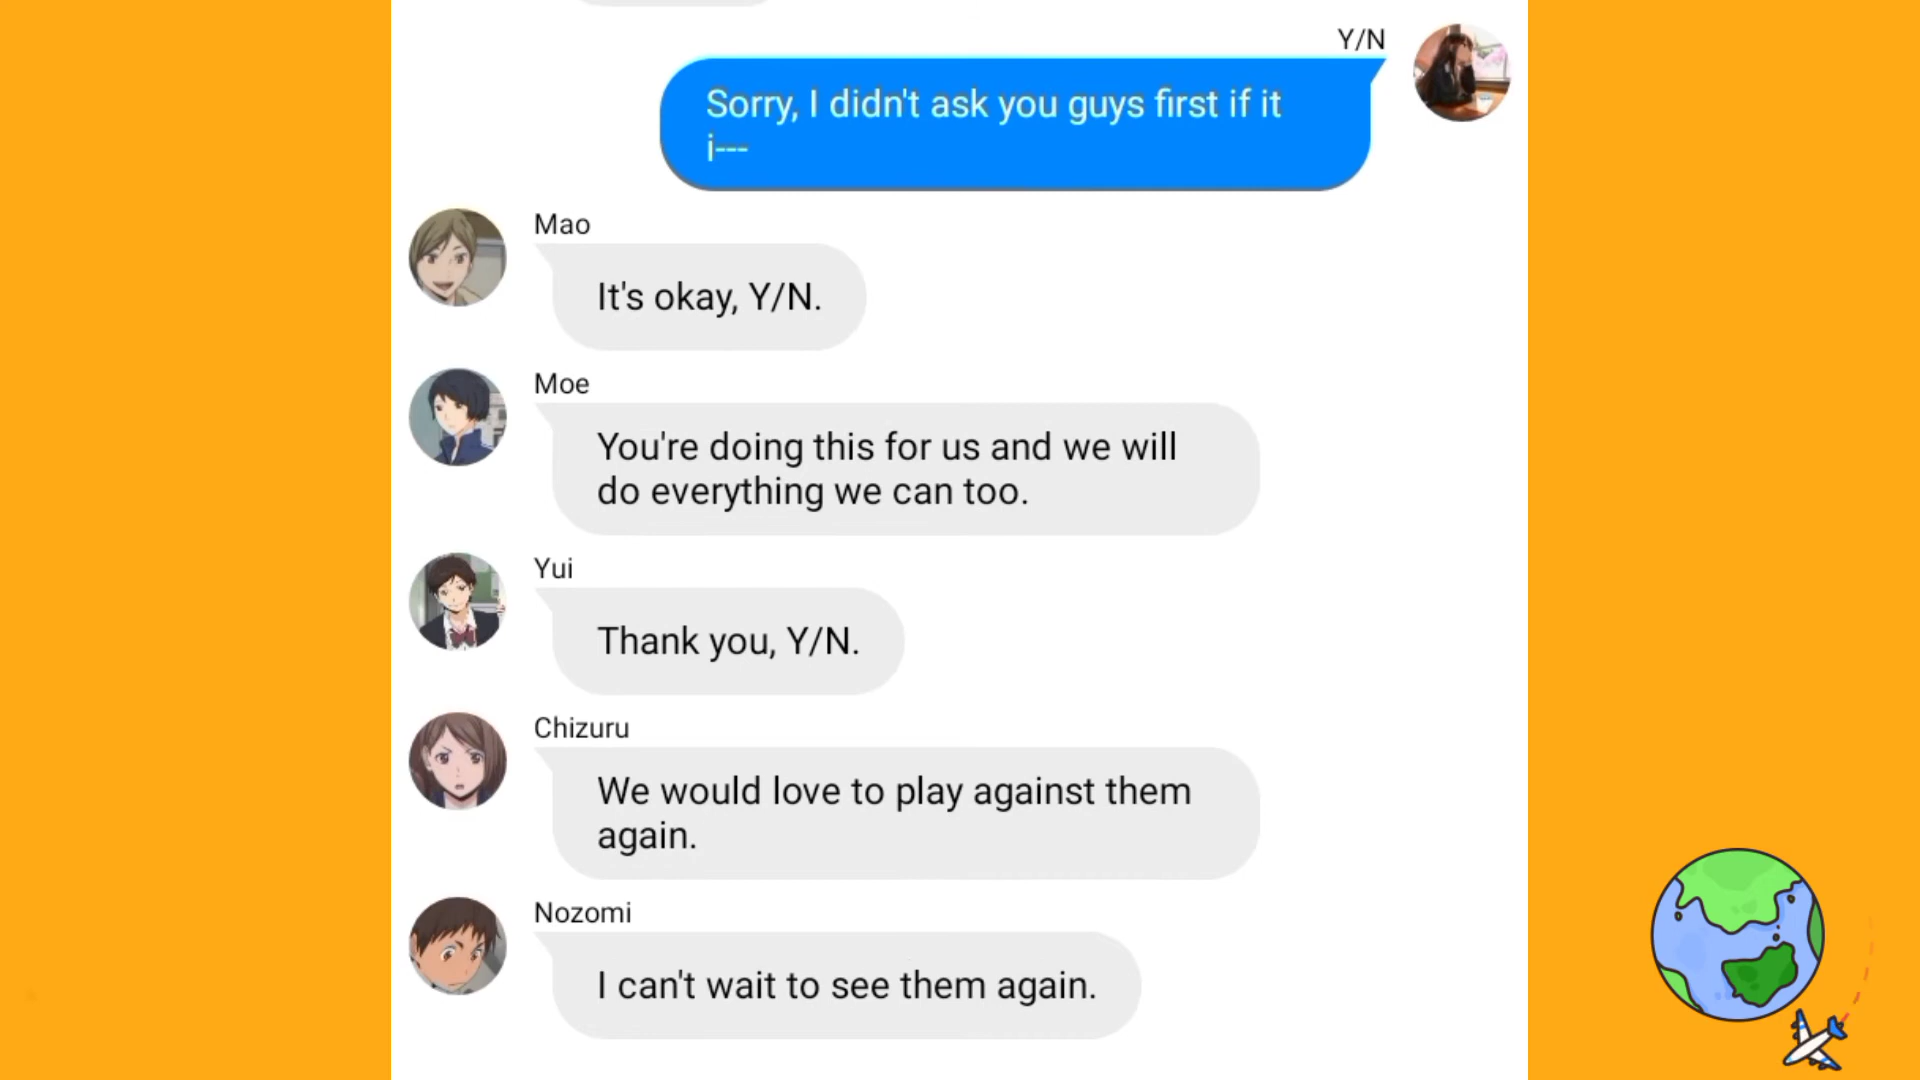 Y/N
Sorry, I didn't ask you guys first if it
i---
Mao
It's okay, Y/N.
Moe
You're doing this for us and we will
do everything we can too.
Yui
Thank you, Y/N.
Chizuru
We would love to play against them
again.
Nozomi
I can't wait to see them again.